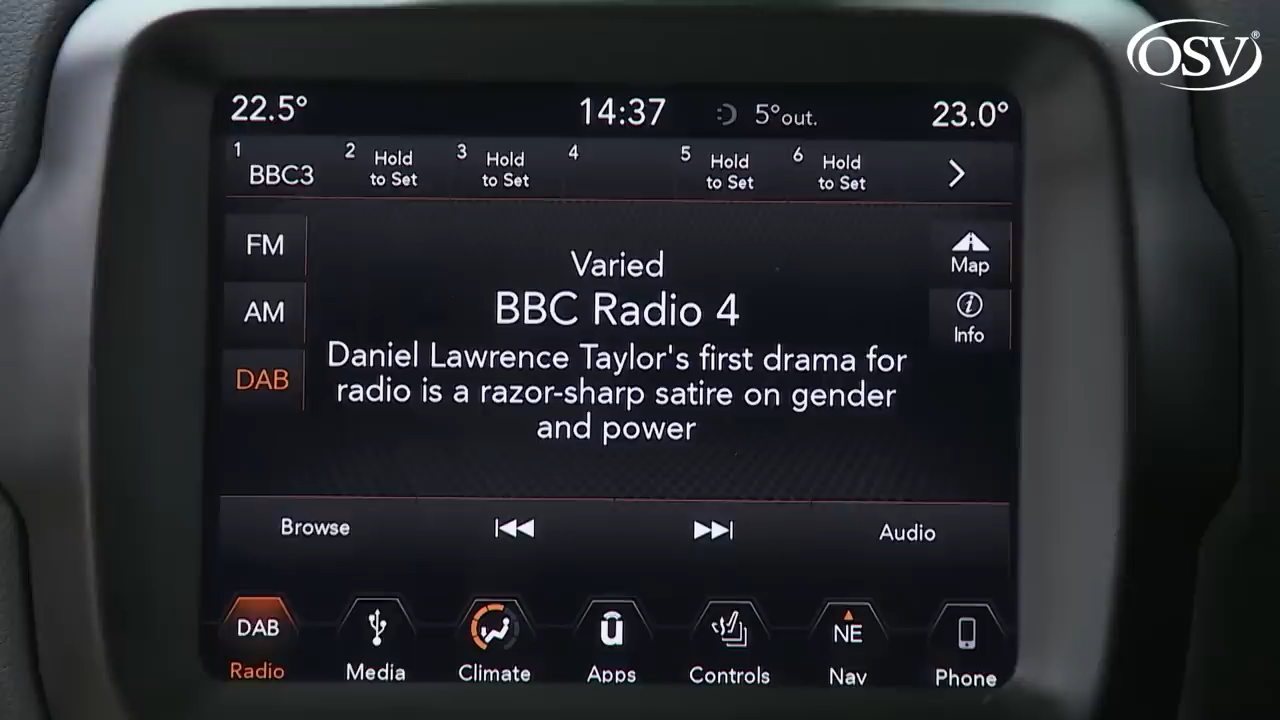 OSV®
22.5° 14:37 5°out. 23.0°
1 BBC3 2 Hold to Set 3 Hold to Set 4 5 Hold to Set 6 Hold to Set
FM
AM
DAB
Varied
BBC Radio 4
Daniel Lawrence Taylor's first drama for
radio is a razor-sharp satire on gender
and power
Map
i
Info
Browse Audio
DAB NE
Radio Media Climate Apps Controls Nav Phone